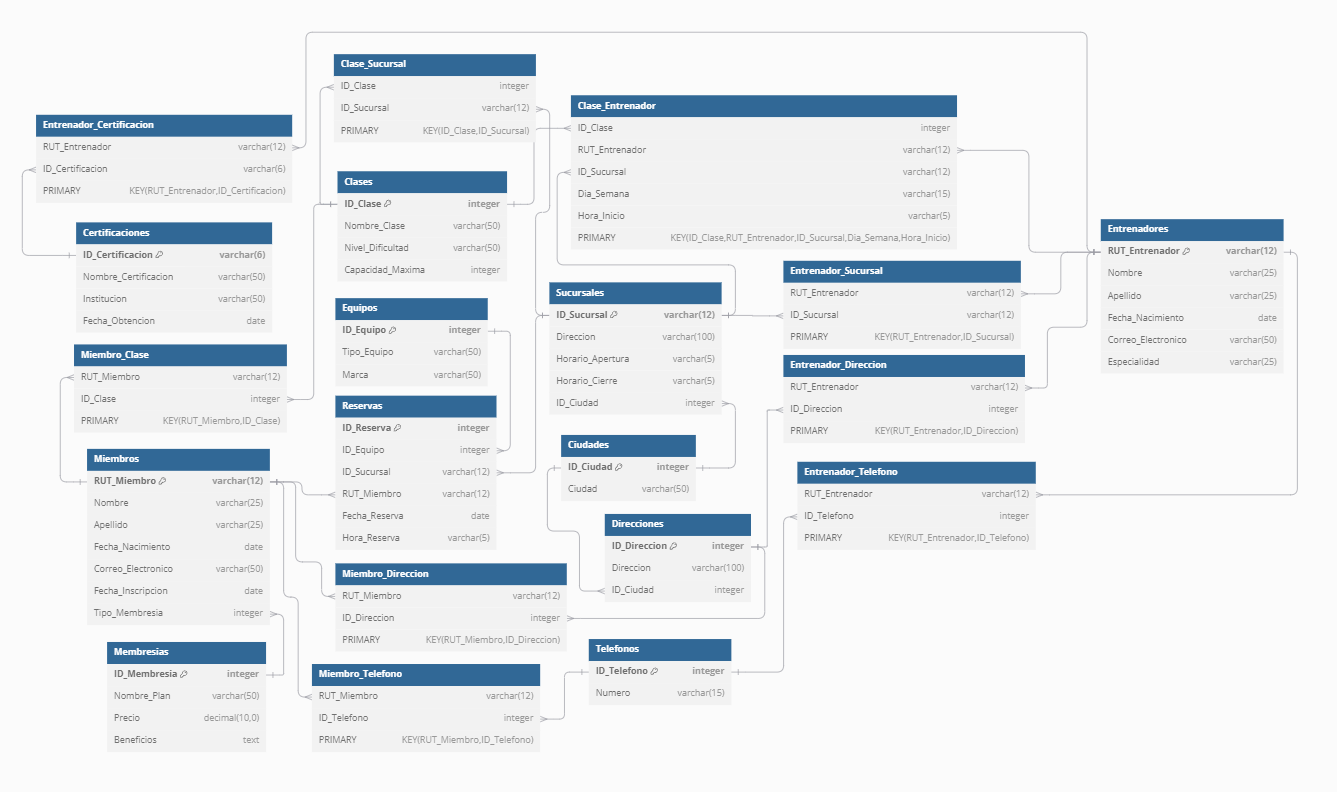 Clase_Sucursal
ID_Clase integer
ID_Sucursal varchar(12)
PRIMARY KEY(ID_Clase,ID_Sucursal)
Clase_Entrenador
ID_Clase integer
RUT_Entrenador varchar(12)
ID_Sucursal varchar(12)
Dia_Semana varchar(15)
Hora_Inicio varchar(5)
PRIMARY KEY(ID_Clase,RUT_Entrenador,ID_Sucursal,Dia_Semana,Hora_Inicio)
Entrenador_Certificacion
RUT_Entrenador varchar(12)
ID_Certificacion varchar(6)
PRIMARY KEY(RUT_Entrenador,ID_Certificacion)
Clases
ID_Clase integer
Nombre_Clase varchar(50)
Nivel_Dificultad varchar(50)
Capacidad_Maxima integer
Certificaciones
ID_Certificacion varchar(6)
Nombre_Certificacion varchar(50)
Institucion varchar(50)
Fecha_Obtencion date
Entrenadores
RUT_Entrenador varchar(12)
Nombre varchar(25)
Apellido varchar(25)
Fecha_Nacimiento date
Correo_Electronico varchar(50)
Especialidad varchar(25)
Entrenador_Sucursal
RUT_Entrenador varchar(12)
ID_Sucursal varchar(12)
PRIMARY KEY(RUT_Entrenador,ID_Sucursal)
Sucursales
ID_Sucursal varchar(12)
Direccion varchar(100)
Horario_Apertura varchar(5)
Horario_Cierre varchar(5)
ID_Ciudad integer
Equipos
ID_Equipo integer
Tipo_Equipo varchar(50)
Marca varchar(50)
Miembro_Clase
RUT_Miembro varchar(12)
ID_Clase integer
PRIMARY KEY(RUT_Miembro,ID_Clase)
Entrenador_Direccion
RUT_Entrenador varchar(12)
ID_Direccion integer
PRIMARY KEY(RUT_Entrenador,ID_Direccion)
Reservas
ID_Reserva integer
ID_Equipo integer
ID_Sucursal varchar(12)
RUT_Miembro varchar(12)
Fecha_Reserva date
Hora_Reserva varchar(5)
Ciudades
ID_Ciudad integer
Ciudad varchar(50)
Miembros
RUT_Miembro varchar(12)
Nombre varchar(25)
Apellido varchar(25)
Fecha_Nacimiento date
Correo_Electronico varchar(50)
Fecha_Inscripcion date
Tipo_Membresia integer
Entrenador_Telefono
RUT_Entrenador varchar(12)
ID_Telefono integer
PRIMARY KEY(RUT_Entrenador,ID_Telefono)
Direcciones
ID_Direccion integer
Direccion varchar(100)
ID_Ciudad integer
Miembro_Direccion
RUT_Miembro varchar(12)
ID_Direccion integer
PRIMARY KEY(RUT_Miembro,ID_Direccion)
Telefonos
ID_Telefono integer
Numero varchar(15)
Membresias
ID_Membresia integer
Nombre_Plan varchar(50)
Precio decimal(10,0)
Beneficios text
Miembro_Telefono
RUT_Miembro varchar(12)
ID_Telefono integer
PRIMARY KEY(RUT_Miembro,ID_Telefono)